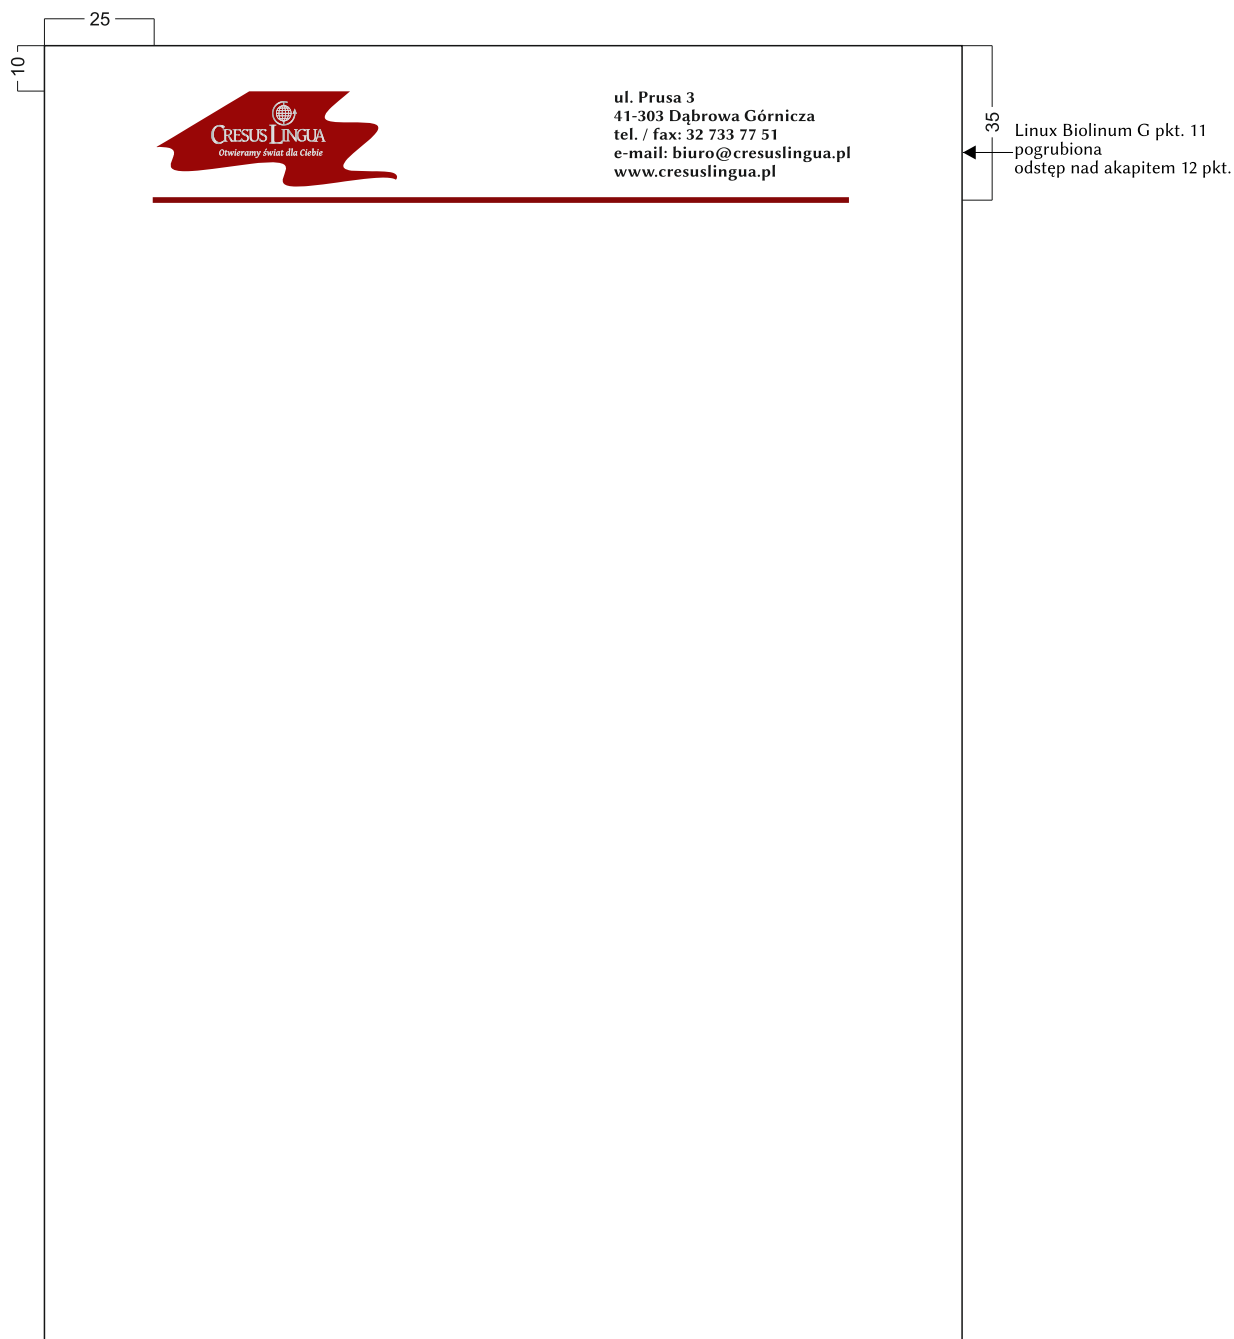 25
10
CRESUS LINGUA
Otwieramy świat dla Ciebie
ul. Prusa 3
41-303 Dąbrowa Górnicza
tel. / fax: 32 733 77 51
e-mail: biuro@cresuslingua.pl
www.cresuslingua.pl
35
Linux Biolinum G pkt. 11
pogrubiona
odstęp nad akapitem 12 pkt.